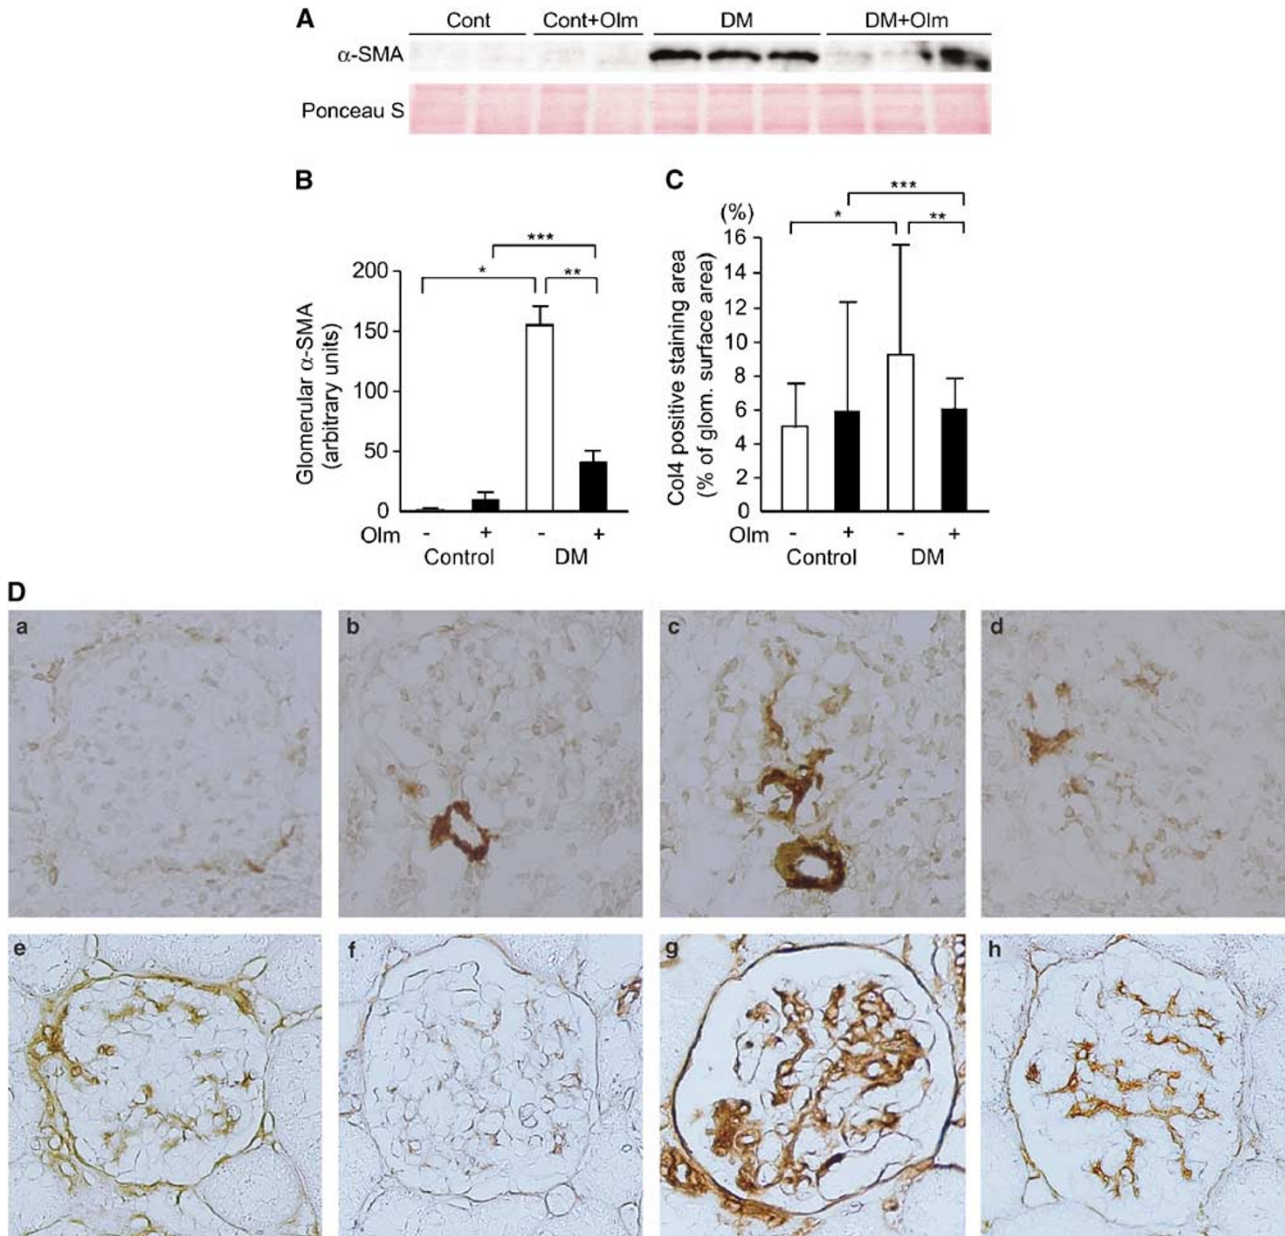 A
Cont Cont+Olm DM DM+Olm
α-SMA
Ponceau S
B
***
* **
Glomerular α-SMA
(arbitrary units)
200
150
100
50
0
Olm - + - +
Control DM
C
***
* **
(%)
Col4 positive staining area
(% of glom. surface area)
16
14
12
10
8
6
4
2
0
Olm - + - +
Control DM
D
a b c d
e f g h